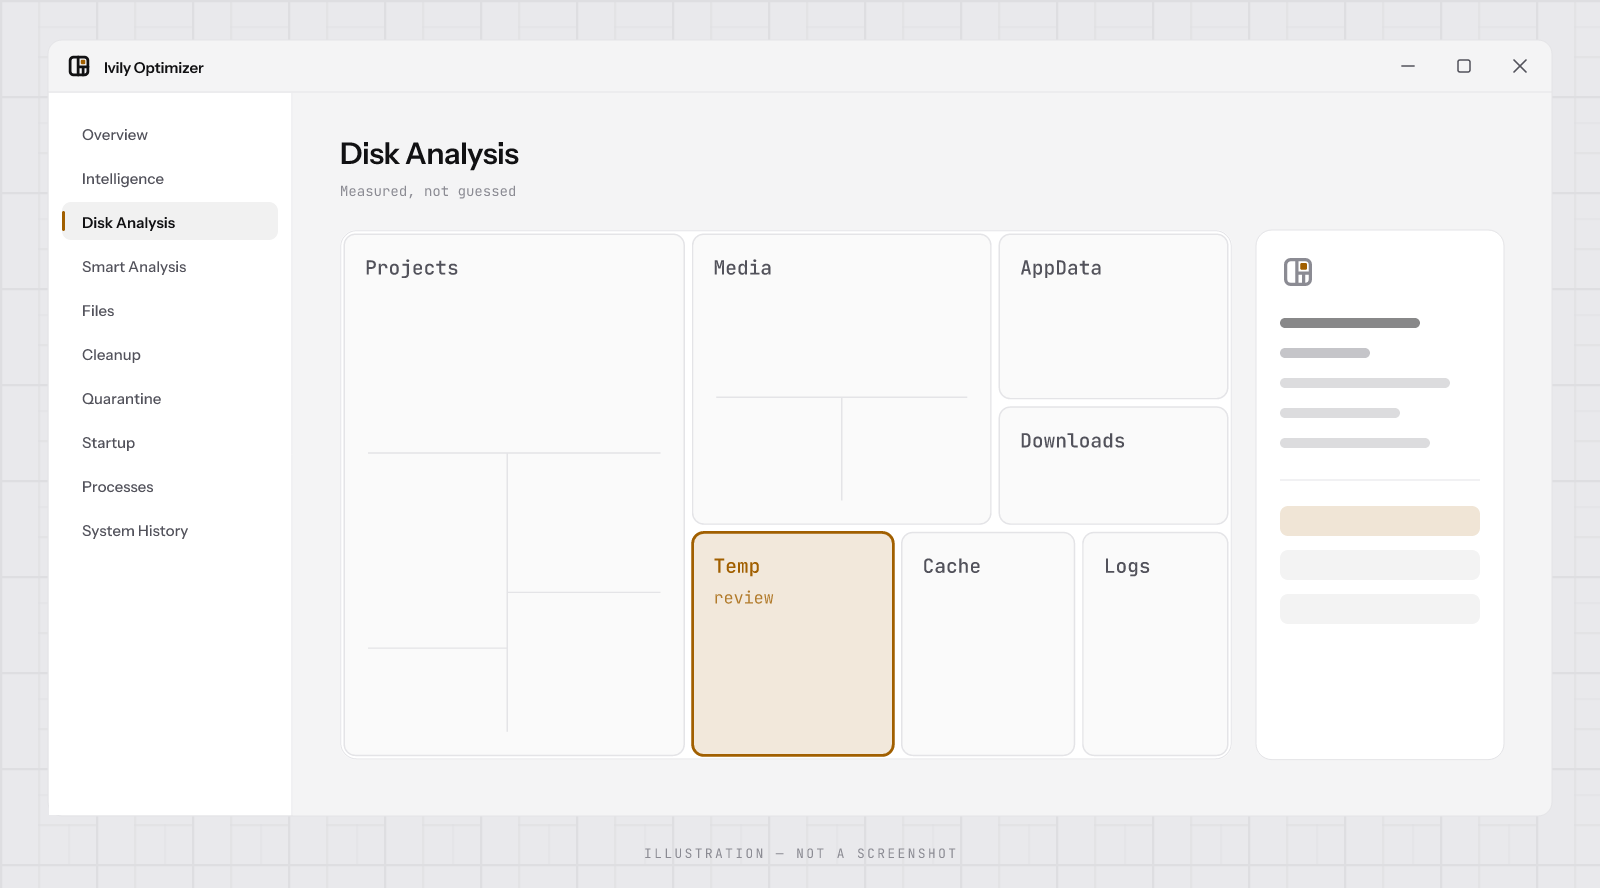 Ivily Optimizer
Overview
Intelligence
Disk Analysis
Smart Analysis
Files
Cleanup
Quarantine
Startup
Processes
System History
Disk Analysis
Measured, not guessed
Projects
Media
AppData
Downloads
Temp
review
Cache
Logs
ILLUSTRATION — NOT A SCREENSHOT